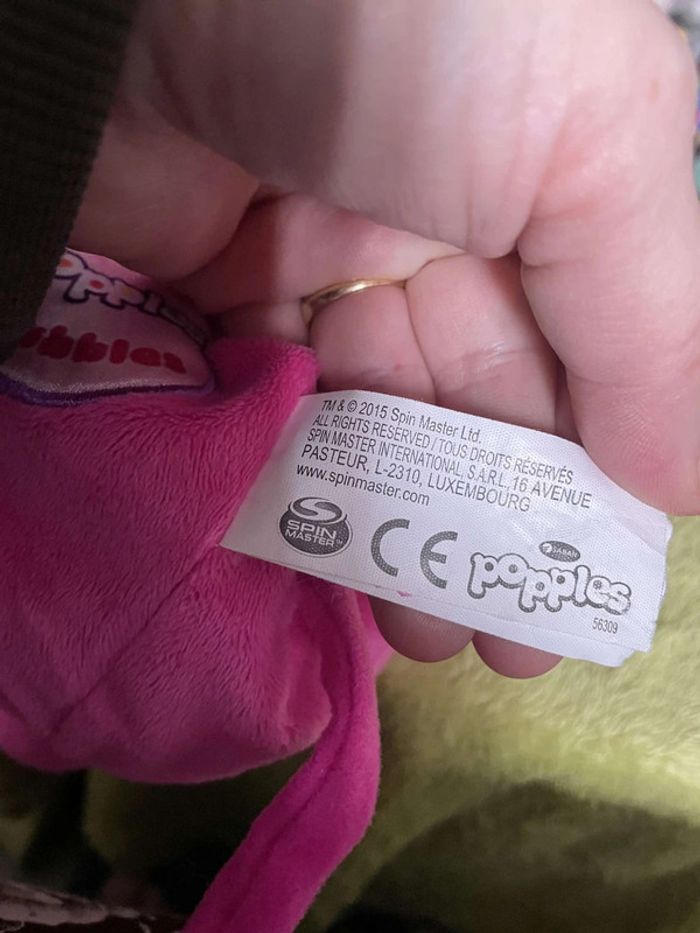 TM & © 2015 Spin Master Ltd.
ALL RIGHTS RESERVED / TOUS DROITS RÉSERVÉS
SPIN MASTER INTERNATIONAL, S.A.R.L, 16 AVENUE
PASTEUR, L-2310, LUXEMBOURG
www.spinmaster.com
SPIN
MASTER™
CE
SABAN
popples
56309